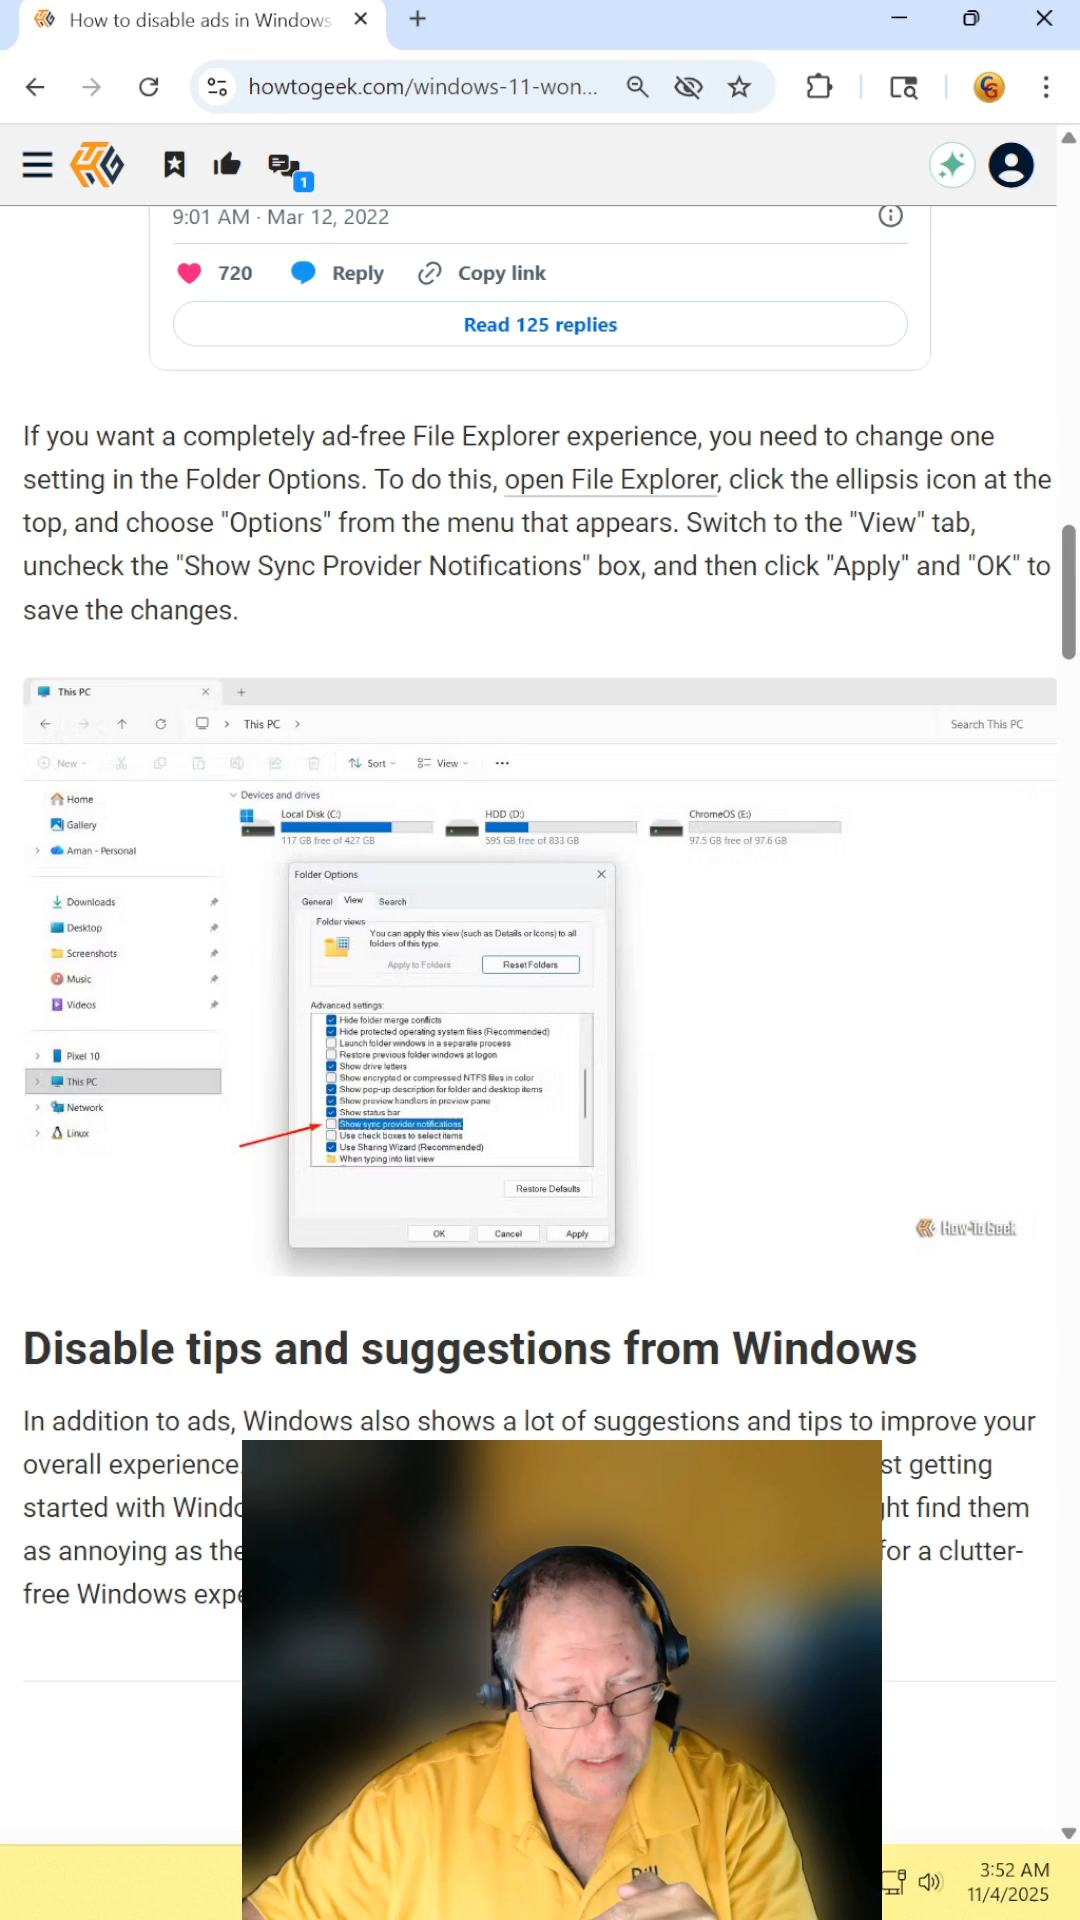 How to disable ads in Windows
howtogeek.com/windows-11-won...
1
9:01 AM · Mar 12, 2022
720 Reply Copy link
Read 125 replies
If you want a completely ad-free File Explorer experience, you need to change one
setting in the Folder Options. To do this, open File Explorer, click the ellipsis icon at the
top, and choose "Options" from the menu that appears. Switch to the "View" tab,
uncheck the "Show Sync Provider Notifications" box, and then click "Apply" and "OK" to
save the changes.
This PC
This PC
Search This PC
New Sort View ...
Home
Gallery
Aman - Personal
Downloads
Desktop
Screenshots
Music
Videos
Pixel 10
This PC
Network
Linux
Devices and drives
Local Disk (C:)
117 GB free of 427 GB
HDD (D:)
595 GB free of 833 GB
ChromeOS (E:)
97.5 GB free of 97.6 GB
Folder Options
General View Search
Folder views
You can apply this view (such as Details or Icons) to all
folders of this type.
Apply to Folders Reset Folders
Advanced settings:
Hide folder merge conflicts
Hide protected operating system files (Recommended)
Launch folder windows in a separate process
Restore previous folder windows at logon
Show drive letters
Show encrypted or compressed NTFS files in color
Show pop-up description for folder and desktop items
Show preview handlers in preview pane
Show status bar
Show sync provider notifications
Use check boxes to select items
Use Sharing Wizard (Recommended)
When typing into list view
Restore Defaults
OK Cancel Apply
How-To Geek
Disable tips and suggestions from Windows
In addition to ads, Windows also shows a lot of suggestions and tips to improve your
overall experience. st getting
started with Windo ght find them
as annoying as the for a clutter-
free Windows expe
Bill
3:52 AM
11/4/2025